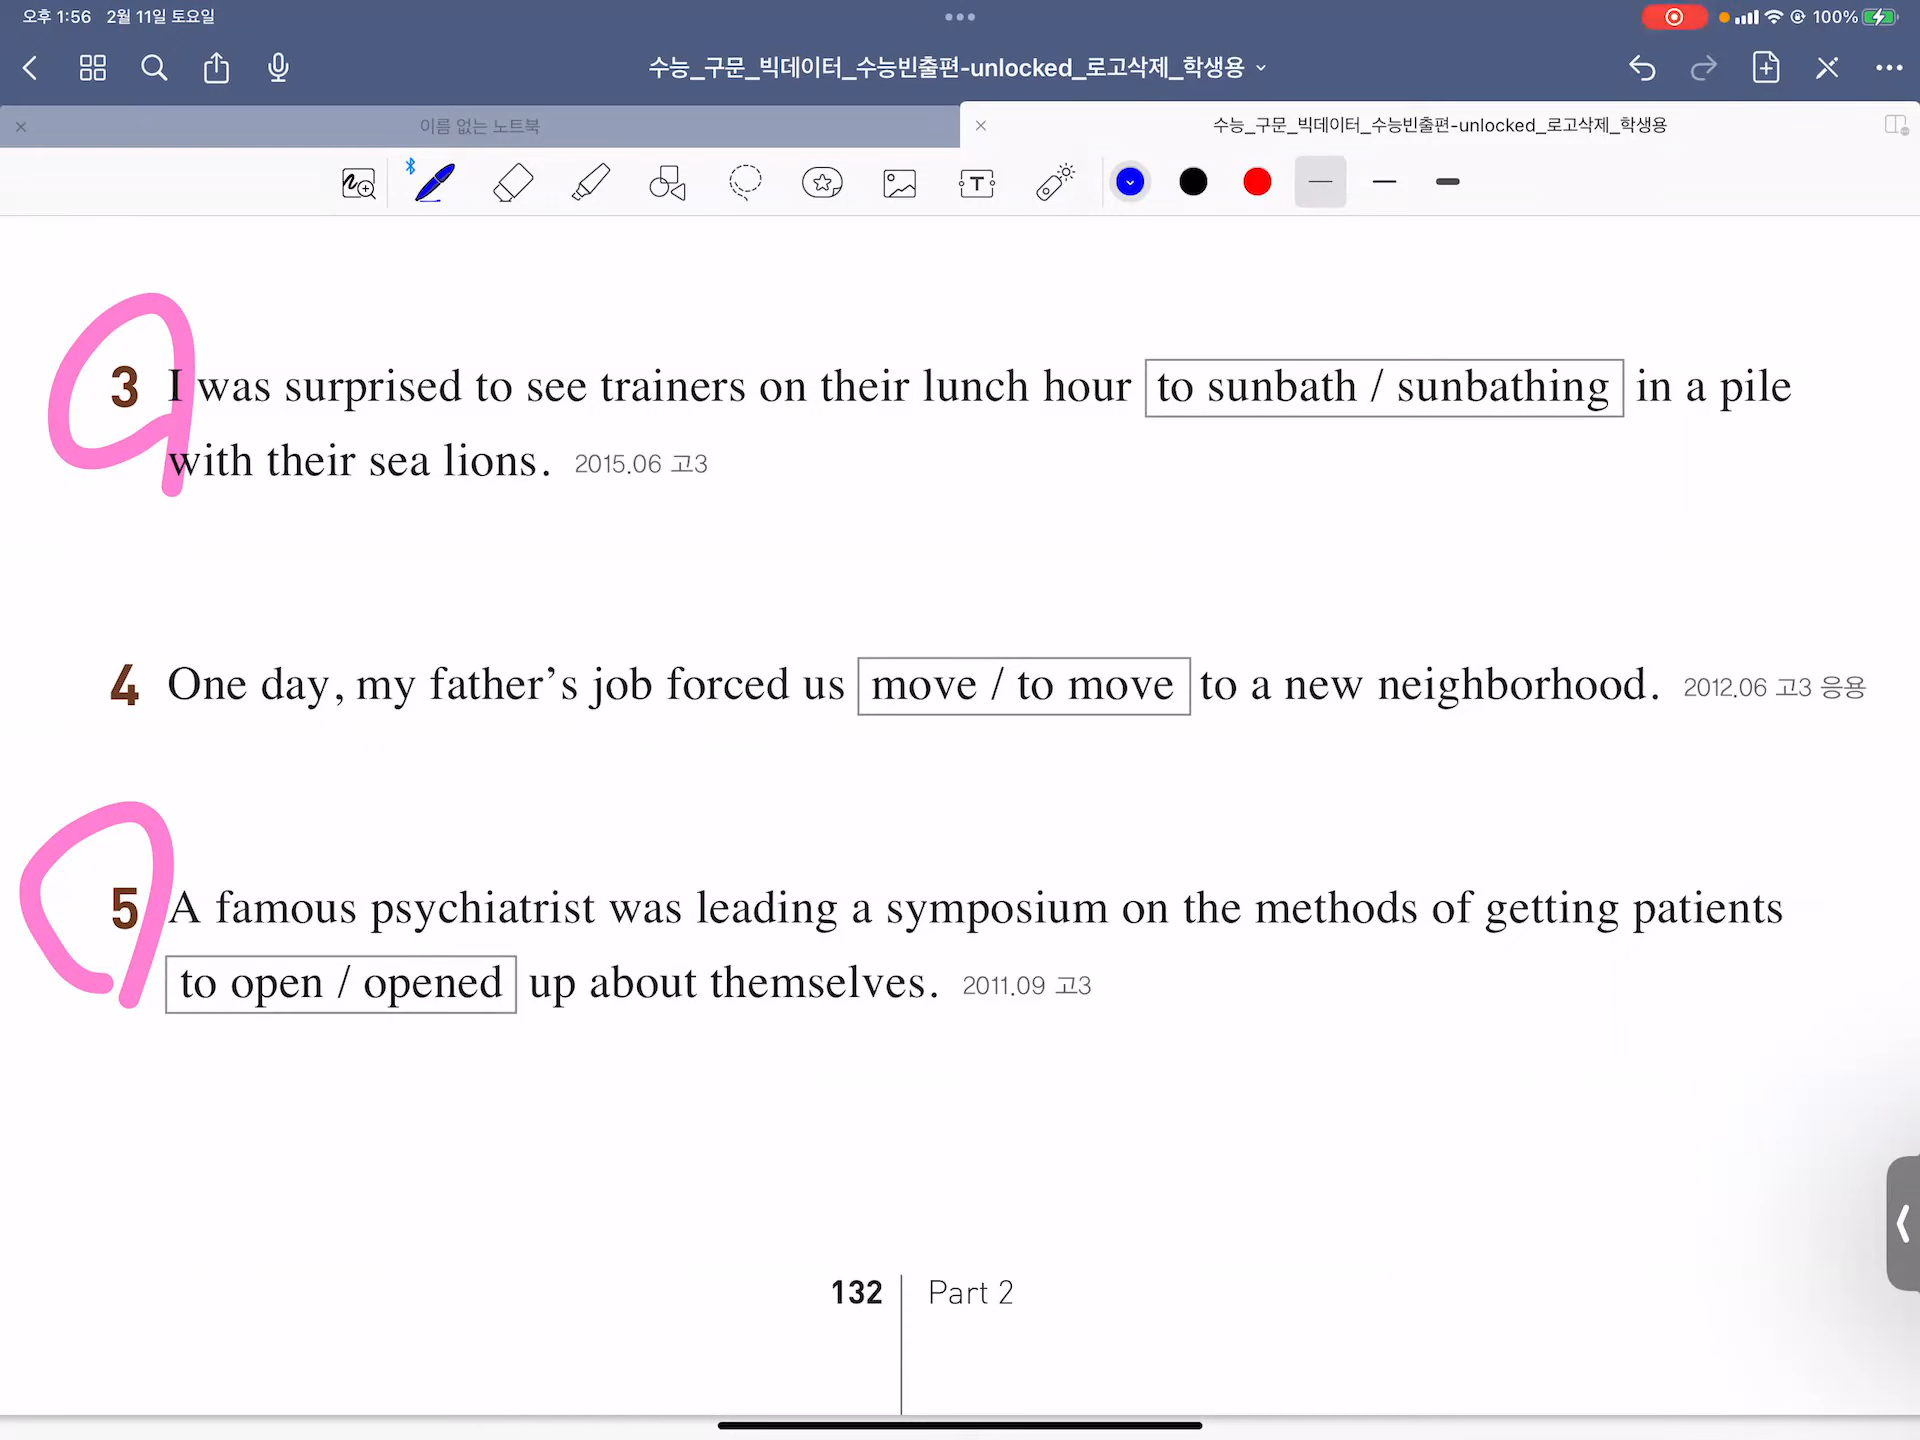 오후 1:56 2월 11일 토요일
100%
수능_구문_빅데이터_수능빈출편-unlocked_로고삭제_학생용
이름 없는 노트북
수능_구문_빅데이터_수능빈출편-unlocked_로고삭제_학생용
T
3 I was surprised to see trainers on their lunch hour to sunbath / sunbathing in a pile
with their sea lions. 2015.06 고3
4 One day, my father's job forced us move / to move to a new neighborhood. 2012.06 고3 응용
5 A famous psychiatrist was leading a symposium on the methods of getting patients
to open / opened up about themselves. 2011.09 고3
132 Part 2